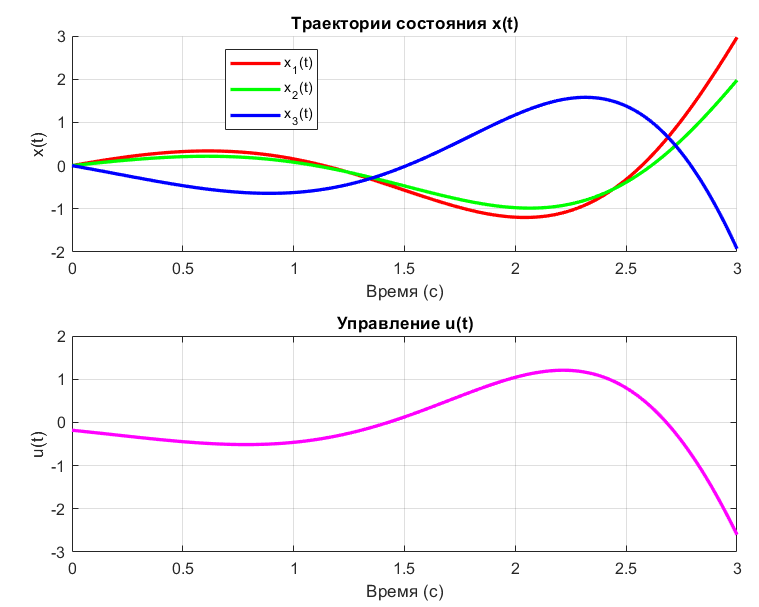 Траектории состояния x(t)
3
2
1
0
-1
-2
x(t)
x1(t)
x2(t)
x3(t)
0 0.5 1 1.5 2 2.5 3
Время (с)
Управление u(t)
2
1
0
-1
-2
-3
u(t)
0 0.5 1 1.5 2 2.5 3
Время (с)